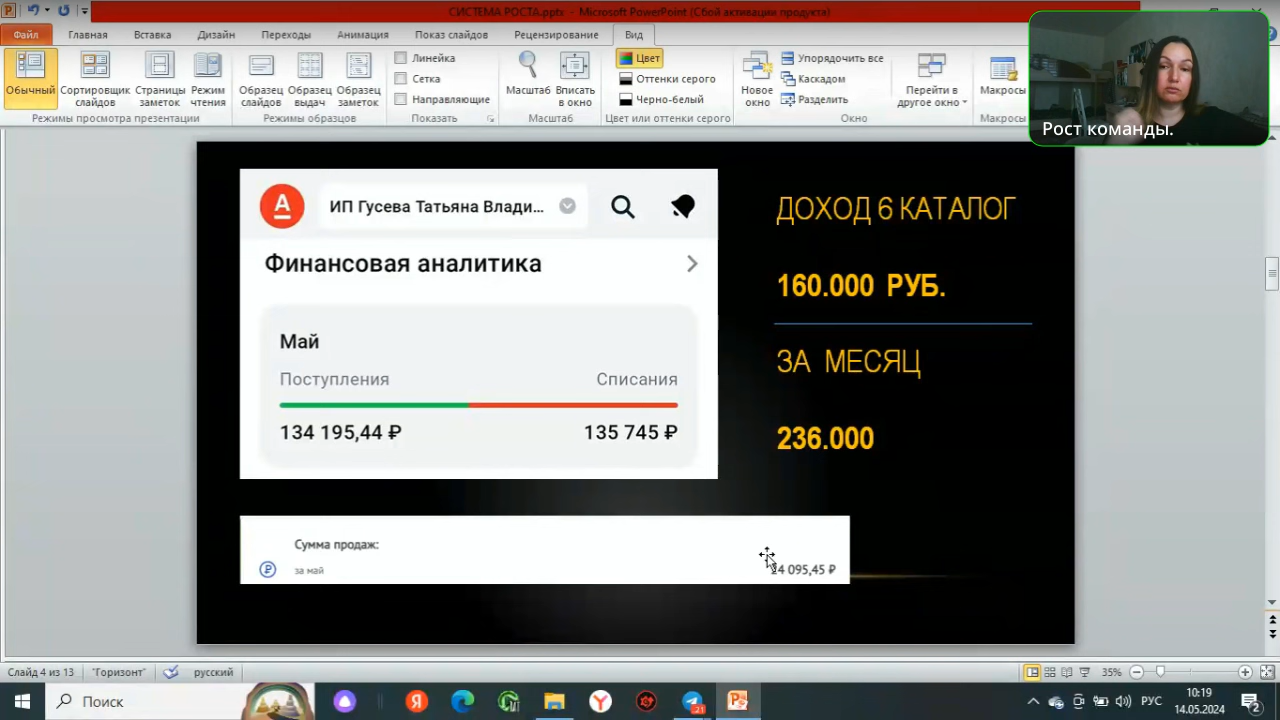 СИСТЕМА РОСТА.pptx - Microsoft PowerPoint (Сбой активации продукта)
Файл Главная Вставка Дизайн Переходы Анимация Показ слайдов Рецензирование Вид
Обычный
Сортировщик слайдов
Страницы заметок
Режим чтения
Режимы просмотра презентации
Образец слайдов
Образец выдач
Образец заметок
Режимы образцов
Линейка
Сетка
Направляющие
Показать
Масштаб
Вписать в окно
Масштаб
Цвет
Оттенки серого
Черно-белый
Цвет или оттенки серого
Новое окно
Упорядочить все
Каскадом
Разделить
Перейти в другое окно
Окно
Макросы
Макросы
Рост команды.
А
ИП Гусева Татьяна Влади...
Финансовая аналитика
Май
Поступления Списания
134 195,44 ₽ 135 745 ₽
ДОХОД 6 КАТАЛОГ
160.000 РУБ.
ЗА МЕСЯЦ
236.000
Сумма продаж:
за май
4 095,45 ₽
Слайд 4 из 13 "Горизонт" русский 35%
Поиск
Я
Y
21
РУС
10:19
14.05.2024
2